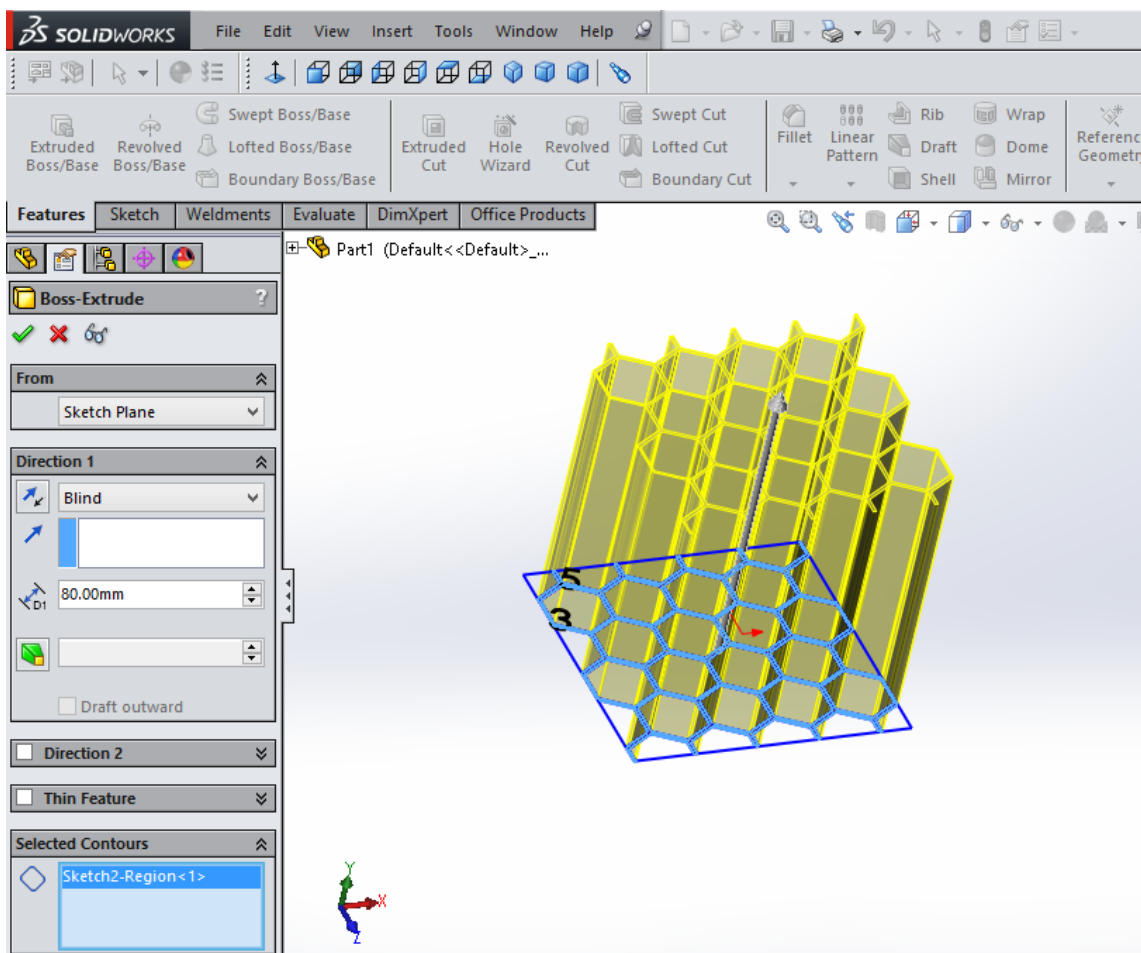 SOLIDWORKS File Edit View Insert Tools Window Help
Swept Boss/Base Swept Cut Rib Wrap
Extruded Boss/Base Revolved Boss/Base Lofted Boss/Base Extruded Cut Hole Wizard Revolved Cut Lofted Cut Fillet Linear Pattern Draft Dome Referenc Geometry
Boundary Boss/Base Boundary Cut Shell Mirror
Features Sketch Weldments Evaluate DimXpert Office Products
Part1 (Default<<Default>_...
Boss-Extrude ?
From
Sketch Plane
Direction 1
Blind
D1 80.00mm
Draft outward
Direction 2
Thin Feature
Selected Contours
Sketch2-Region<1>
5
3
Y
X
Z